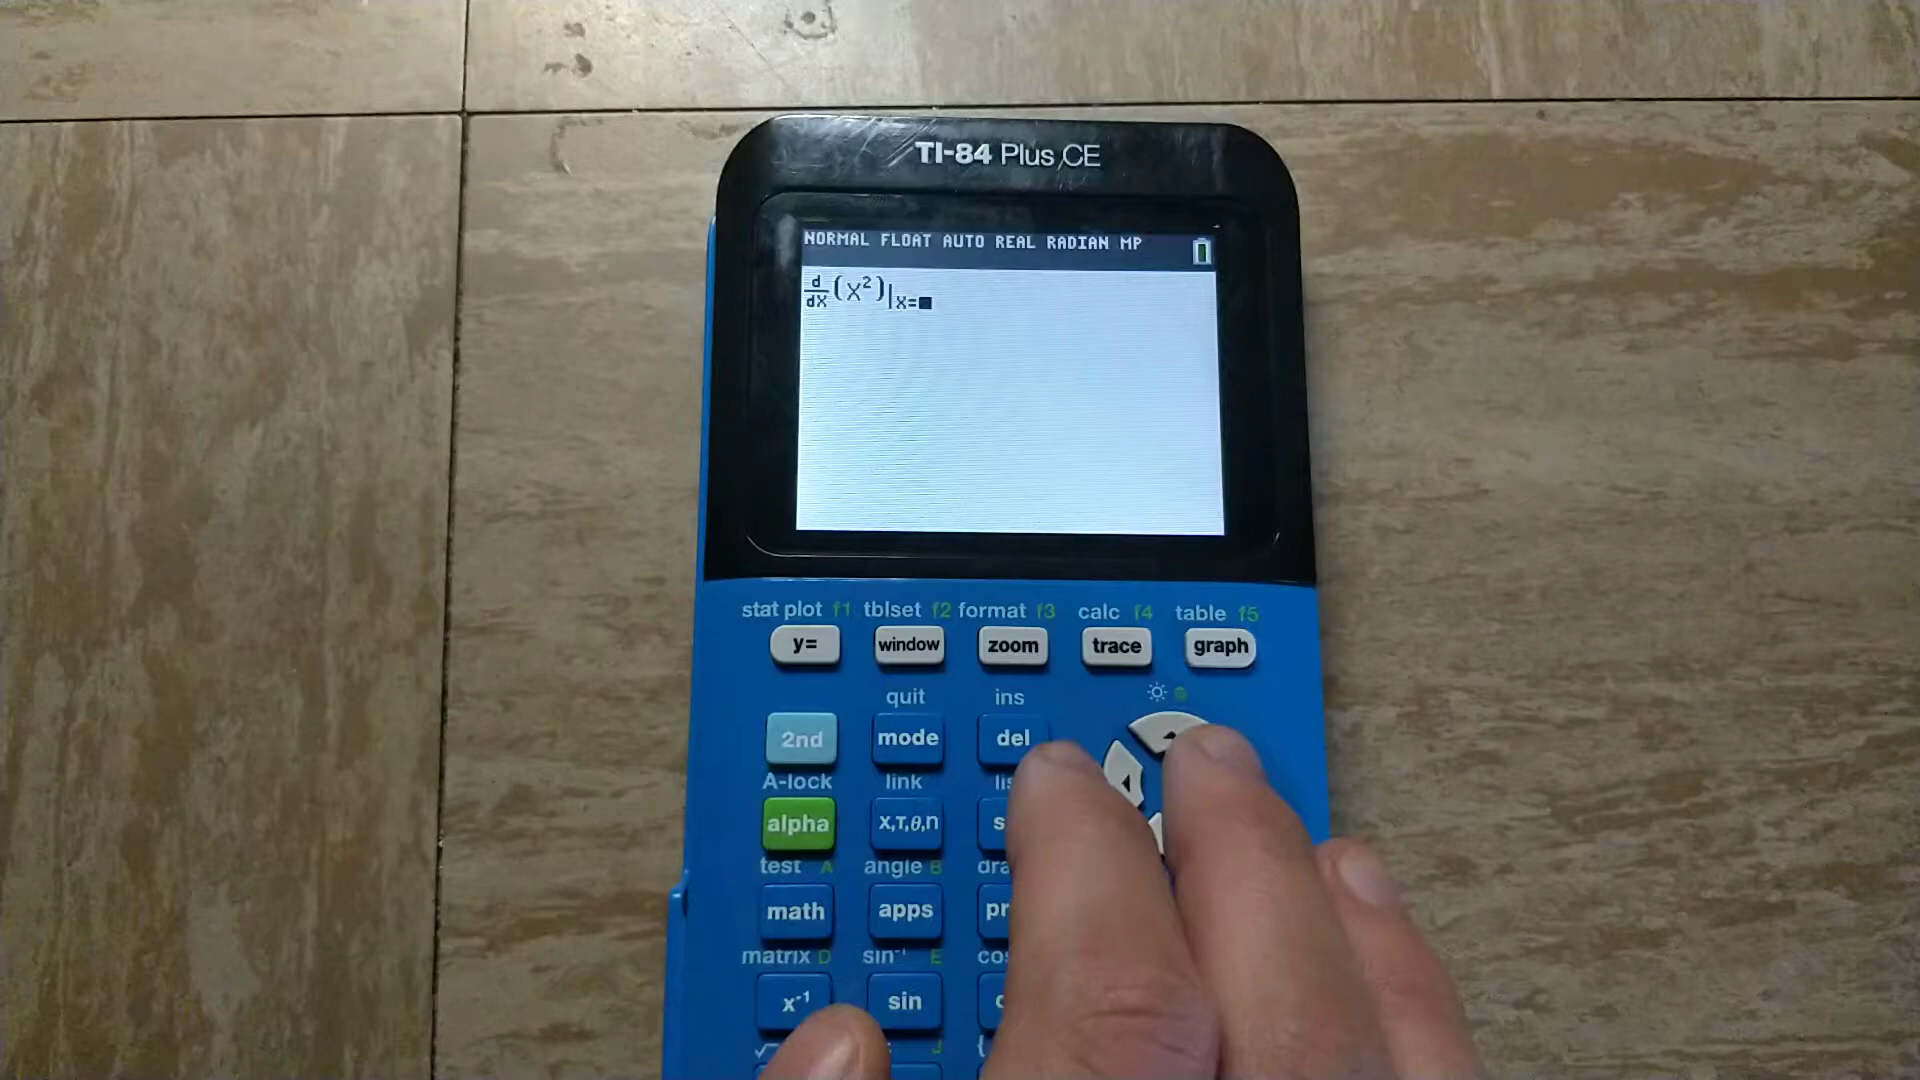 TI-84 Plus CE
NORMAL FLOAT AUTO REAL RADIAN MP
d/dX(X²)|X=
stat plot f1 tblset f2 format f3 calc f4 table f5
y= window zoom trace graph
quit ins
2nd mode del
A-lock link
alpha X,T,θ,n
test A angle B
math apps
matrix D sin⁻¹ E
x⁻¹ sin